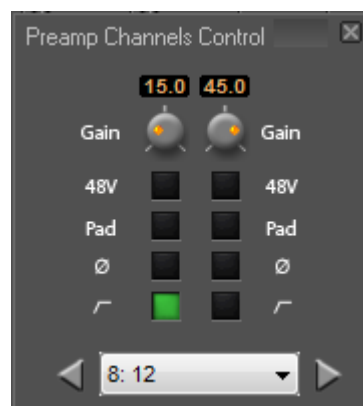 Preamp Channels Control
15.0 45.0
Gain Gain
48V 48V
Pad Pad
Ø Ø
8: 12